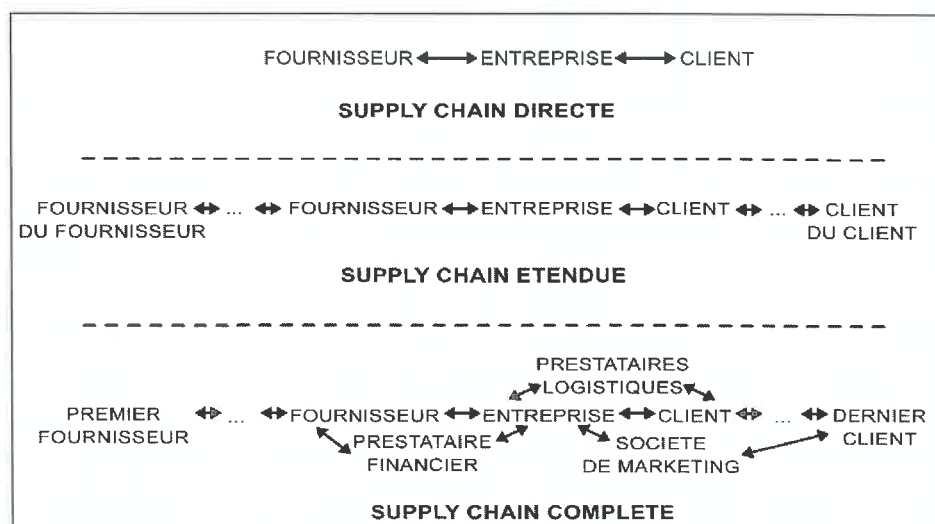 FOURNISSEUR ENTREPRISE CLIENT
SUPPLY CHAIN DIRECTE
FOURNISSEUR ... FOURNISSEUR ENTREPRISE CLIENT ... CLIENT
DU FOURNISSEUR DU CLIENT
SUPPLY CHAIN ETENDUE
PRESTATAIRES
LOGISTIQUES
PREMIER ... FOURNISSEUR ENTREPRISE CLIENT ... DERNIER
FOURNISSEUR PRESTATAIRE SOCIETE CLIENT
FINANCIER DE MARKETING
SUPPLY CHAIN COMPLETE